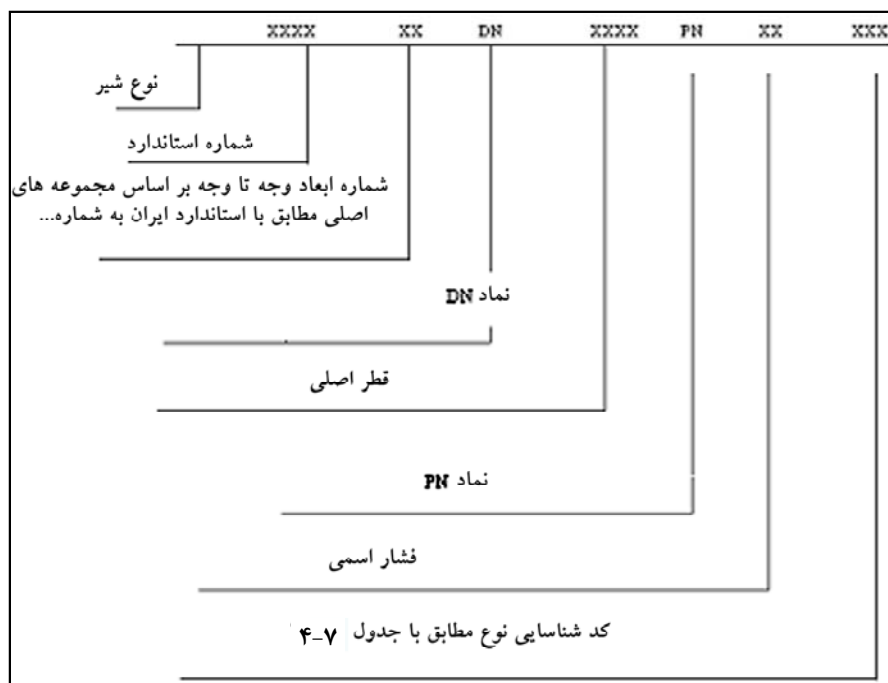 XXXX XX DN XXXX PN XX XXX
نوع شیر
شماره استاندارد
شماره ابعاد وجه تا وجه بر اساس مجموعه های
اصلی مطابق با استاندارد ایران به شماره...
نماد DN
قطر اصلی
نماد PN
فشار اسمی
کد شناسایی نوع مطابق با جدول ۴-۷